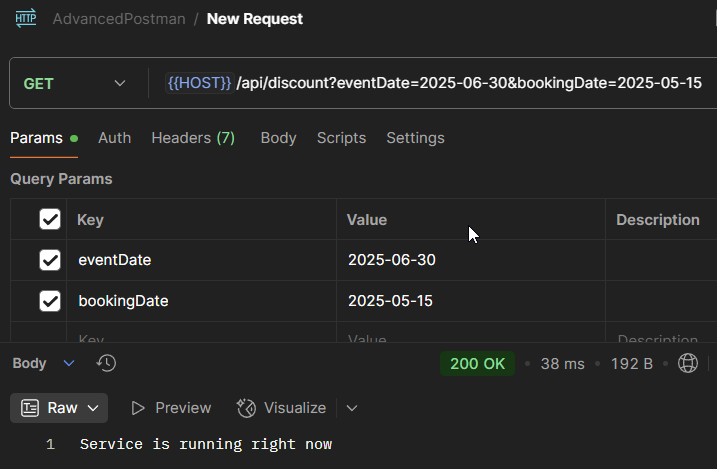 HTTP AdvancedPostman / New Request
GET {{HOST}} /api/discount?eventDate=2025-06-30&bookingDate=2025-05-15
Params Auth Headers (7) Body Scripts Settings
Query Params
Key Value Description
eventDate 2025-06-30
bookingDate 2025-05-15
Key Value Description
Body 200 OK • 38 ms • 192 B •
Raw Preview Visualize
1 Service is running right now